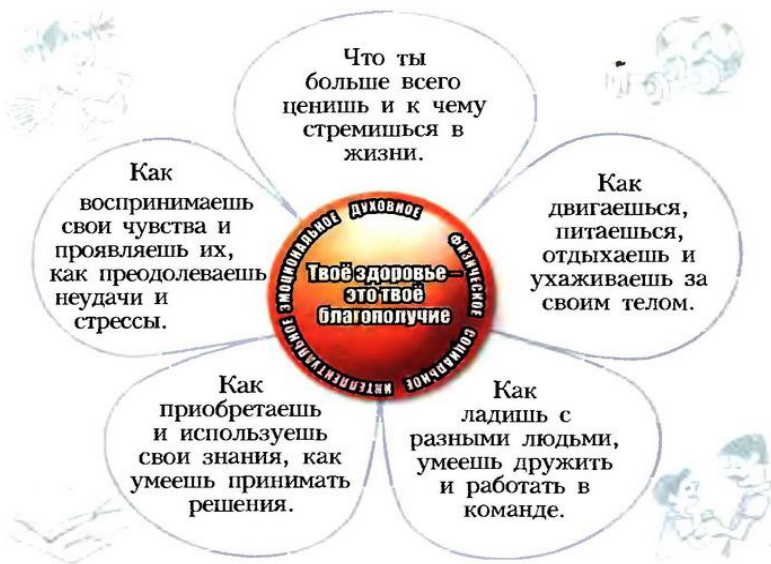 Что ты
больше всего
ценишь и к чему
стремишься в
жизни.
Как
воспринимаешь
свои чувства и
проявляешь их,
как преодолеваешь
неудачи и
стрессы.
Как
двигаешься,
питаешься,
отдыхаешь и
ухаживаешь за
своим телом.
ДУХОВНОЕ
ФИЗИЧЕСКОЕ
СОЦИАЛЬНОЕ
ИНТЕЛЛЕКТУАЛЬНОЕ
ЭМОЦИОНАЛЬНОЕ
Твоё здоровье –
это твоё
благополучие
Как
приобретаешь
и используешь
свои знания, как
умеешь принимать
решения.
Как
ладишь с
разными людьми,
умеешь дружить
и работать в
команде.